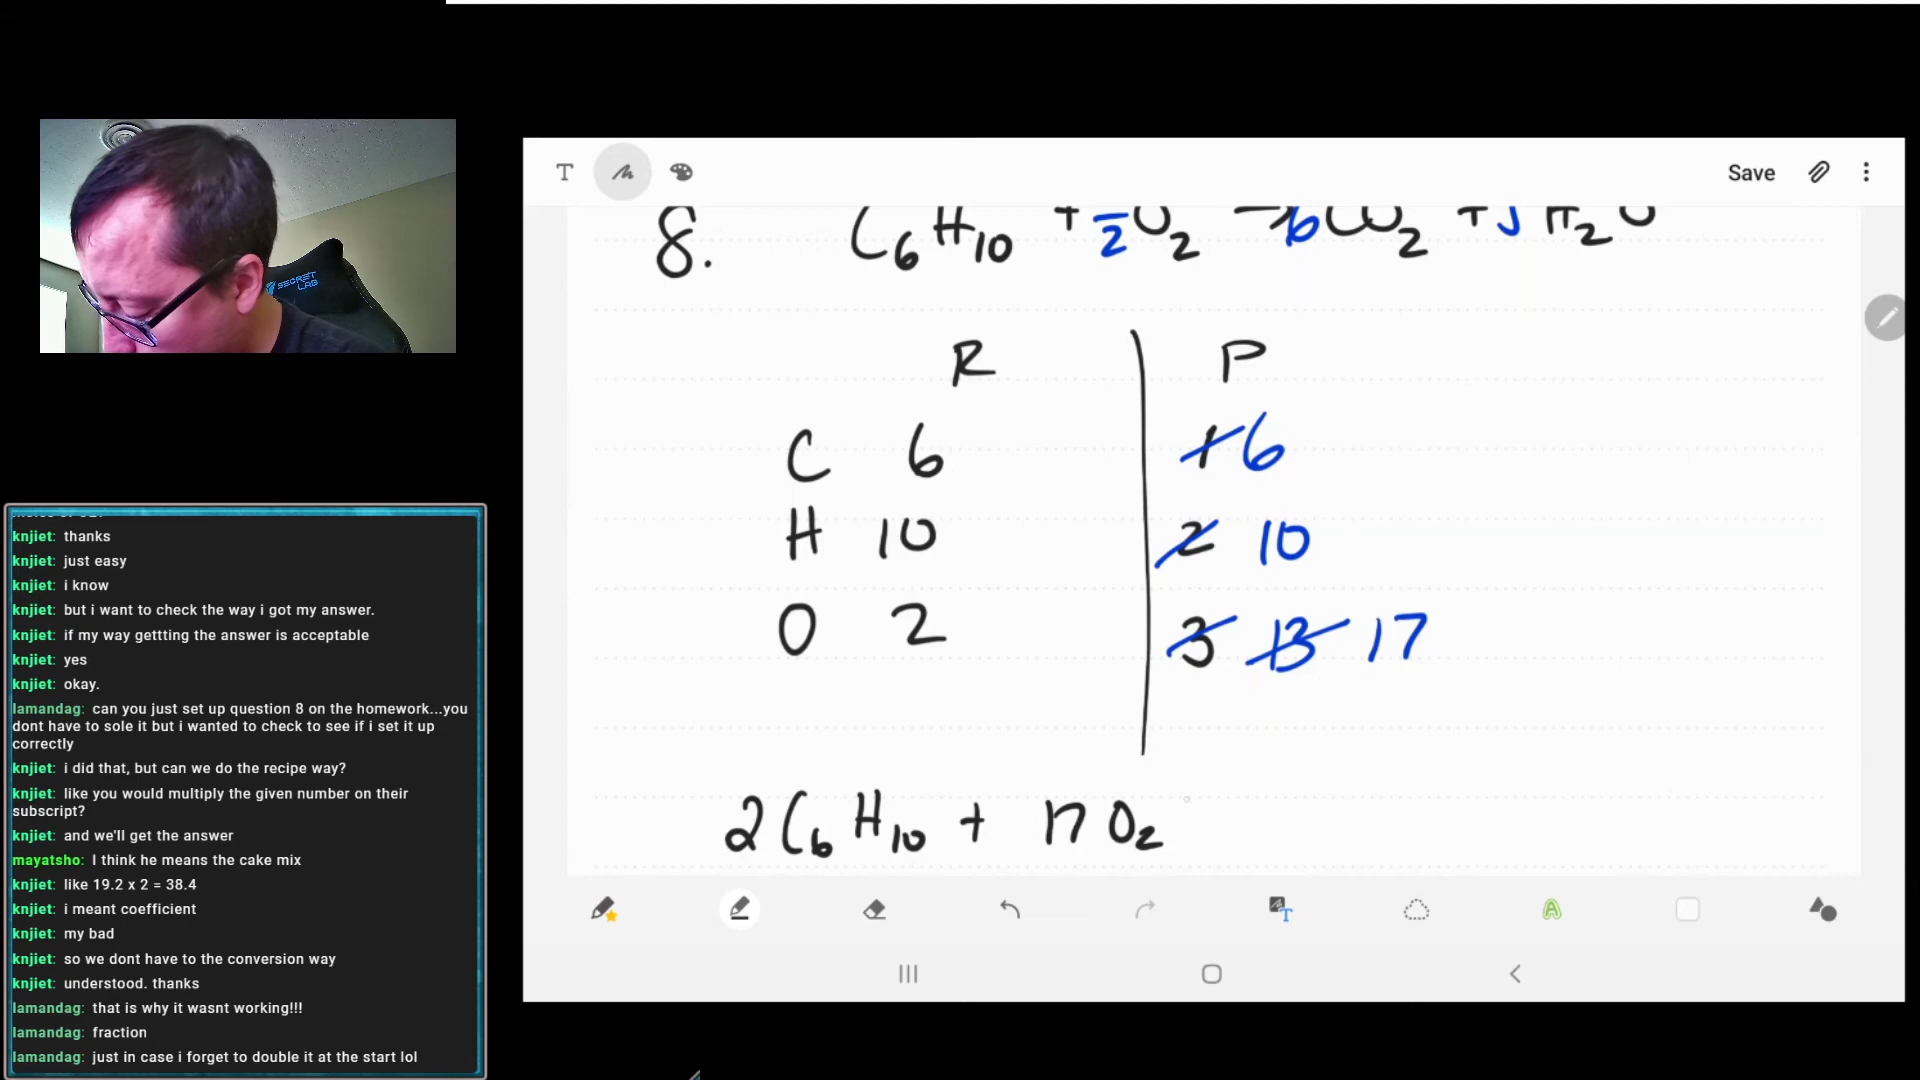 SECRET
LAB
T
Save
8. C6H10 + 2 O2 → 6CO2 + 5 H2O
R P
C 6 1 6
H 10 2 10
O 2 3 13 17
2C6H10 + 17O2
knjiet: thanks
knjiet: just easy
knjiet: i know
knjiet: but i want to check the way i got my answer.
knjiet: if my way gettting the answer is acceptable
knjiet: yes
knjiet: okay.
lamandag: can you just set up question 8 on the homework...you
dont have to sole it but i wanted to check to see if i set it up
correctly
knjiet: i did that, but can we do the recipe way?
knjiet: like you would multiply the given number on their
subscript?
knjiet: and we'll get the answer
mayatsho: I think he means the cake mix
knjiet: like 19.2 x 2 = 38.4
knjiet: i meant coefficient
knjiet: my bad
knjiet: so we dont have to the conversion way
knjiet: understood. thanks
lamandag: that is why it wasnt working!!!
lamandag: fraction
lamandag: just in case i forget to double it at the start lol